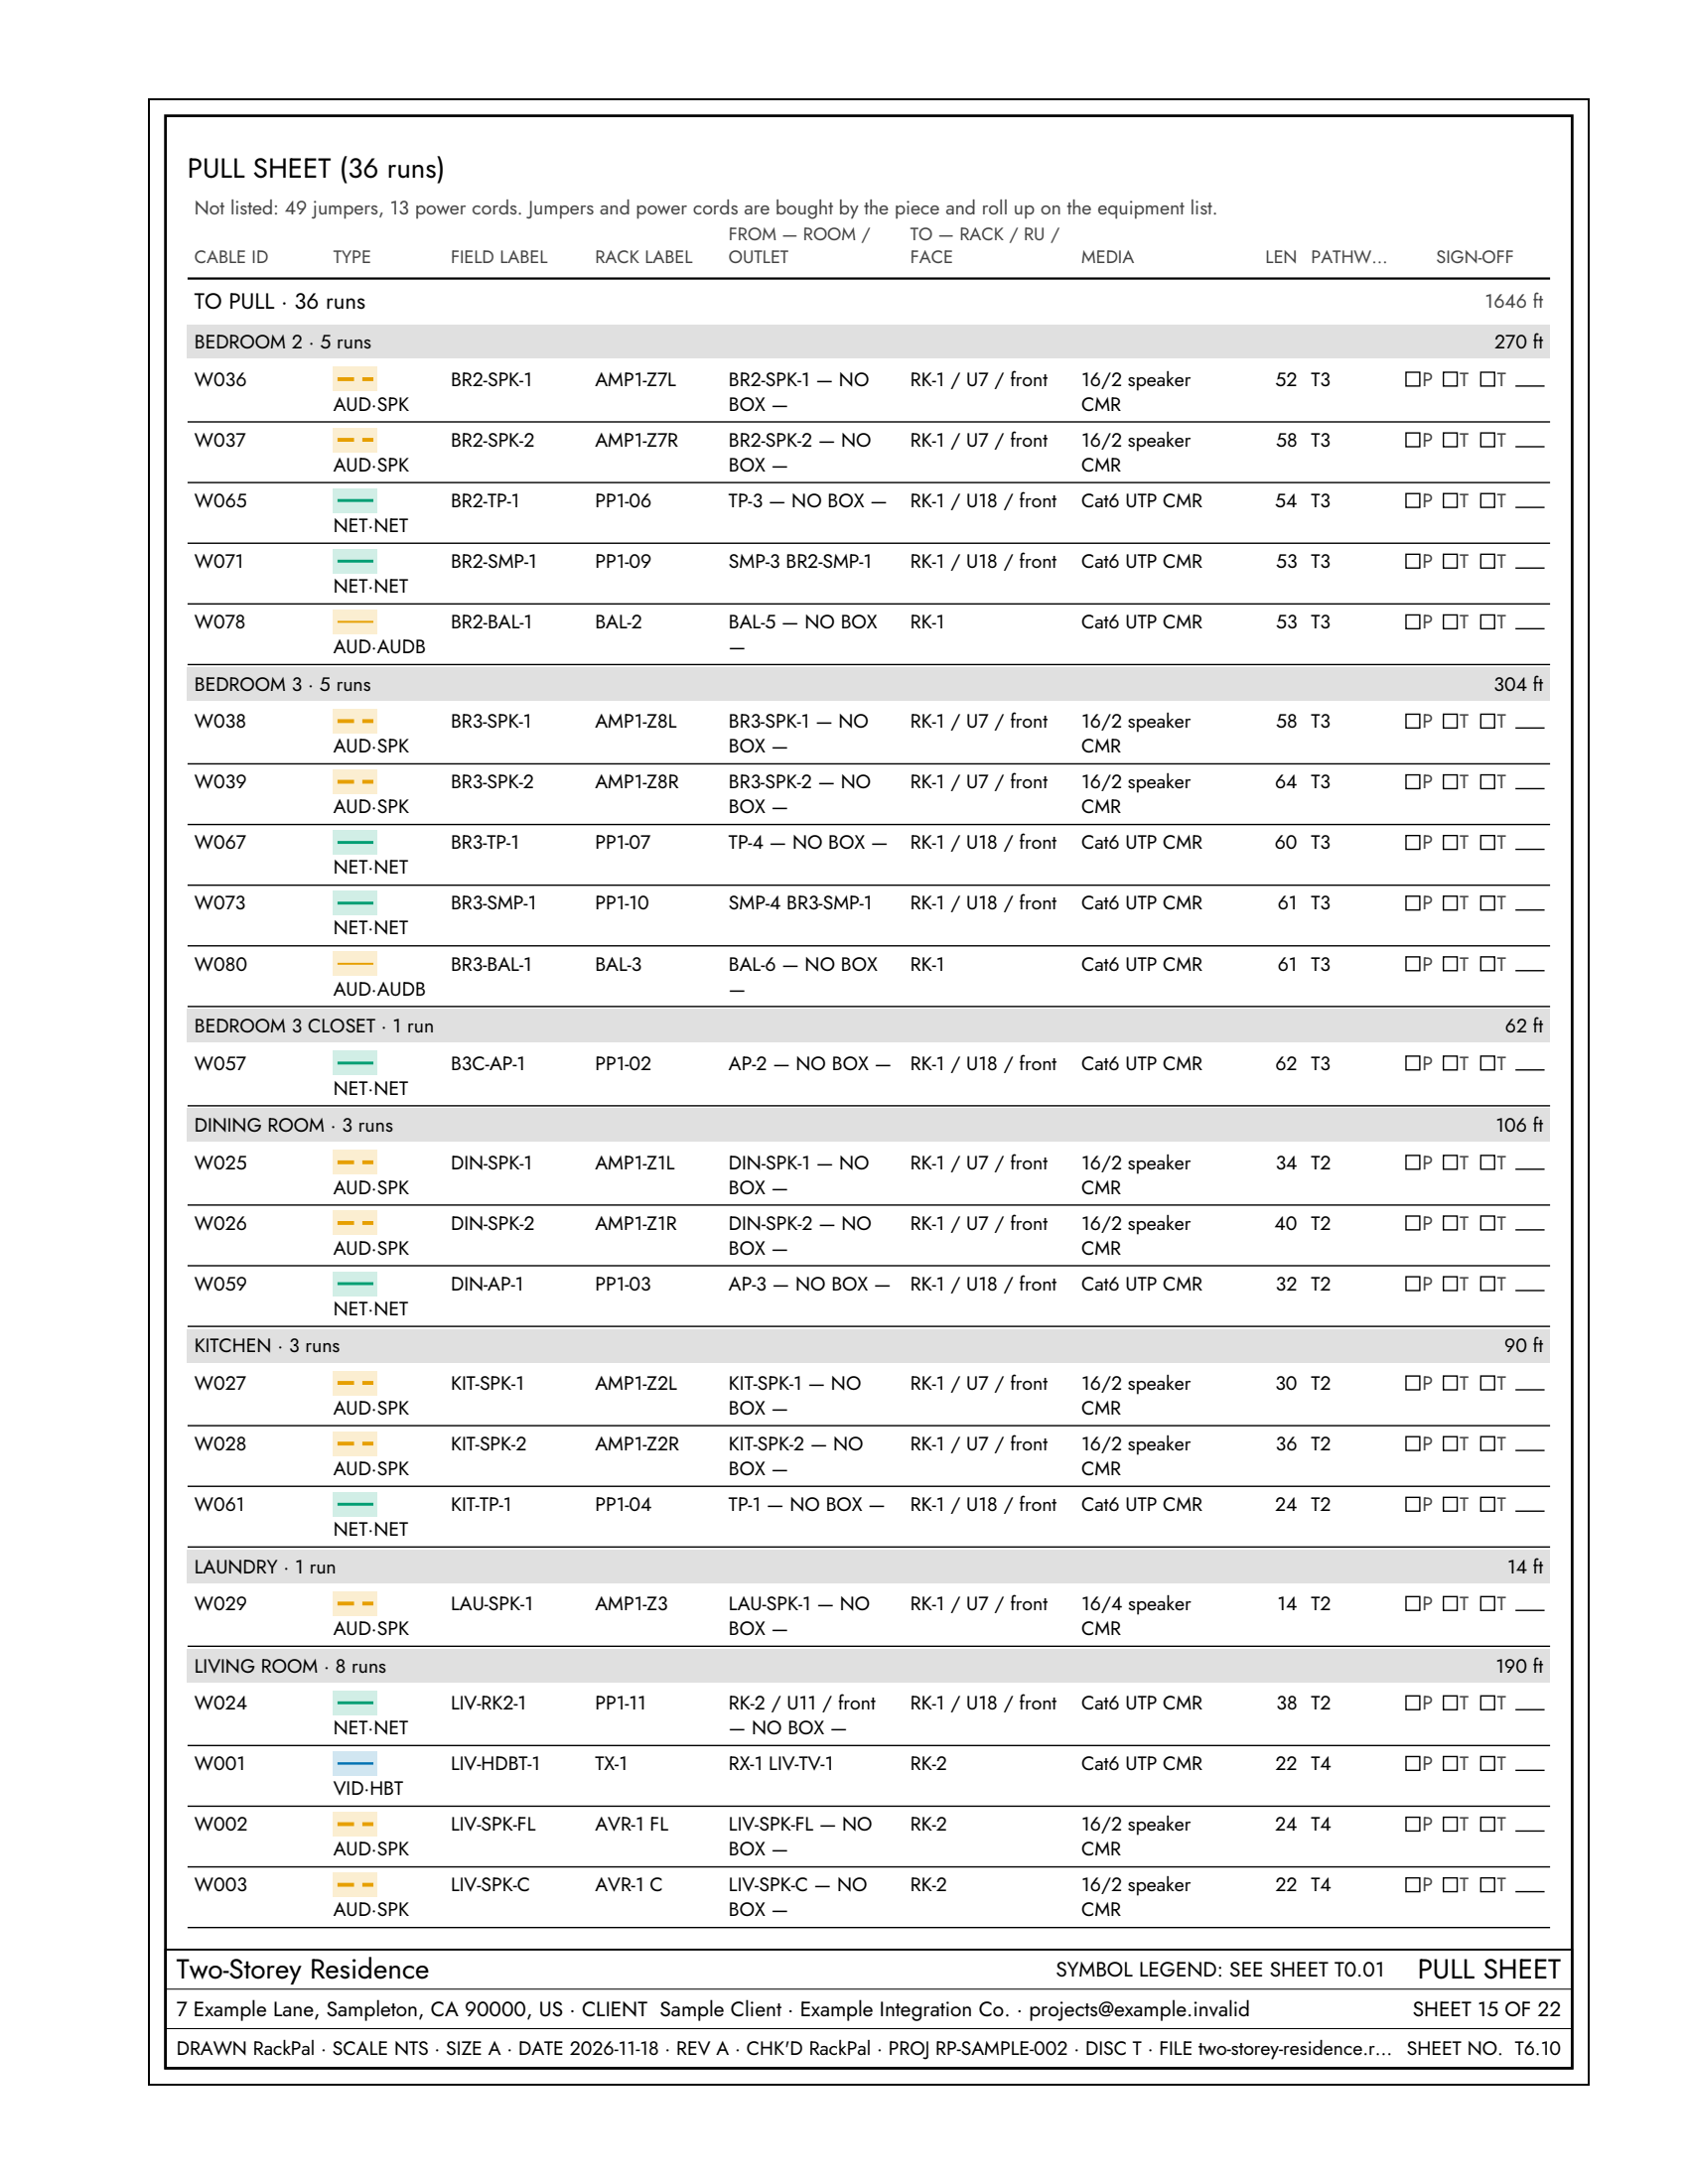 PULL SHEET (36 runs)
Not listed: 49 jumpers, 13 power cords. Jumpers and power cords are bought by the piece and roll up on the equipment list.
CABLE ID TYPE FIELD LABEL RACK LABEL FROM — ROOM / OUTLET TO — RACK / RU / FACE MEDIA LEN PATHW... SIGN-OFF
TO PULL · 36 runs 1646 ft
BEDROOM 2 · 5 runs 270 ft
W036 AUD·SPK BR2-SPK-1 AMP1-Z7L BR2-SPK-1 — NO BOX — RK-1 / U7 / front 16/2 speaker CMR 52 T3 ☐P ☐T ☐T ___
W037 AUD·SPK BR2-SPK-2 AMP1-Z7R BR2-SPK-2 — NO BOX — RK-1 / U7 / front 16/2 speaker CMR 58 T3 ☐P ☐T ☐T ___
W065 NET·NET BR2-TP-1 PP1-06 TP-3 — NO BOX — RK-1 / U18 / front Cat6 UTP CMR 54 T3 ☐P ☐T ☐T ___
W071 NET·NET BR2-SMP-1 PP1-09 SMP-3 BR2-SMP-1 RK-1 / U18 / front Cat6 UTP CMR 53 T3 ☐P ☐T ☐T ___
W078 AUD·AUDB BR2-BAL-1 BAL-2 BAL-5 — NO BOX — RK-1 Cat6 UTP CMR 53 T3 ☐P ☐T ☐T ___
BEDROOM 3 · 5 runs 304 ft
W038 AUD·SPK BR3-SPK-1 AMP1-Z8L BR3-SPK-1 — NO BOX — RK-1 / U7 / front 16/2 speaker CMR 58 T3 ☐P ☐T ☐T ___
W039 AUD·SPK BR3-SPK-2 AMP1-Z8R BR3-SPK-2 — NO BOX — RK-1 / U7 / front 16/2 speaker CMR 64 T3 ☐P ☐T ☐T ___
W067 NET·NET BR3-TP-1 PP1-07 TP-4 — NO BOX — RK-1 / U18 / front Cat6 UTP CMR 60 T3 ☐P ☐T ☐T ___
W073 NET·NET BR3-SMP-1 PP1-10 SMP-4 BR3-SMP-1 RK-1 / U18 / front Cat6 UTP CMR 61 T3 ☐P ☐T ☐T ___
W080 AUD·AUDB BR3-BAL-1 BAL-3 BAL-6 — NO BOX — RK-1 Cat6 UTP CMR 61 T3 ☐P ☐T ☐T ___
BEDROOM 3 CLOSET · 1 run 62 ft
W057 NET·NET B3C-AP-1 PP1-02 AP-2 — NO BOX — RK-1 / U18 / front Cat6 UTP CMR 62 T3 ☐P ☐T ☐T ___
DINING ROOM · 3 runs 106 ft
W025 AUD·SPK DIN-SPK-1 AMP1-Z1L DIN-SPK-1 — NO BOX — RK-1 / U7 / front 16/2 speaker CMR 34 T2 ☐P ☐T ☐T ___
W026 AUD·SPK DIN-SPK-2 AMP1-Z1R DIN-SPK-2 — NO BOX — RK-1 / U7 / front 16/2 speaker CMR 40 T2 ☐P ☐T ☐T ___
W059 NET·NET DIN-AP-1 PP1-03 AP-3 — NO BOX — RK-1 / U18 / front Cat6 UTP CMR 32 T2 ☐P ☐T ☐T ___
KITCHEN · 3 runs 90 ft
W027 AUD·SPK KIT-SPK-1 AMP1-Z2L KIT-SPK-1 — NO BOX — RK-1 / U7 / front 16/2 speaker CMR 30 T2 ☐P ☐T ☐T ___
W028 AUD·SPK KIT-SPK-2 AMP1-Z2R KIT-SPK-2 — NO BOX — RK-1 / U7 / front 16/2 speaker CMR 36 T2 ☐P ☐T ☐T ___
W061 NET·NET KIT-TP-1 PP1-04 TP-1 — NO BOX — RK-1 / U18 / front Cat6 UTP CMR 24 T2 ☐P ☐T ☐T ___
LAUNDRY · 1 run 14 ft
W029 AUD·SPK LAU-SPK-1 AMP1-Z3 LAU-SPK-1 — NO BOX — RK-1 / U7 / front 16/4 speaker CMR 14 T2 ☐P ☐T ☐T ___
LIVING ROOM · 8 runs 190 ft
W024 NET·NET LIV-RK2-1 PP1-11 RK-2 / U11 / front — NO BOX — RK-1 / U18 / front Cat6 UTP CMR 38 T2 ☐P ☐T ☐T ___
W001 VID·HBT LIV-HDBT-1 TX-1 RX-1 LIV-TV-1 RK-2 Cat6 UTP CMR 22 T4 ☐P ☐T ☐T ___
W002 AUD·SPK LIV-SPK-FL AVR-1 FL LIV-SPK-FL — NO BOX — RK-2 16/2 speaker CMR 24 T4 ☐P ☐T ☐T ___
W003 AUD·SPK LIV-SPK-C AVR-1 C LIV-SPK-C — NO BOX — RK-2 16/2 speaker CMR 22 T4 ☐P ☐T ☐T ___
Two-Storey Residence SYMBOL LEGEND: SEE SHEET T0.01 PULL SHEET
7 Example Lane, Sampleton, CA 90000, US · CLIENT Sample Client · Example Integration Co. · projects@example.invalid SHEET 15 OF 22
DRAWN RackPal · SCALE NTS · SIZE A · DATE 2026-11-18 · REV A · CHK'D RackPal · PROJ RP-SAMPLE-002 · DISC T · FILE two-storey-residence.r... SHEET NO. T6.10